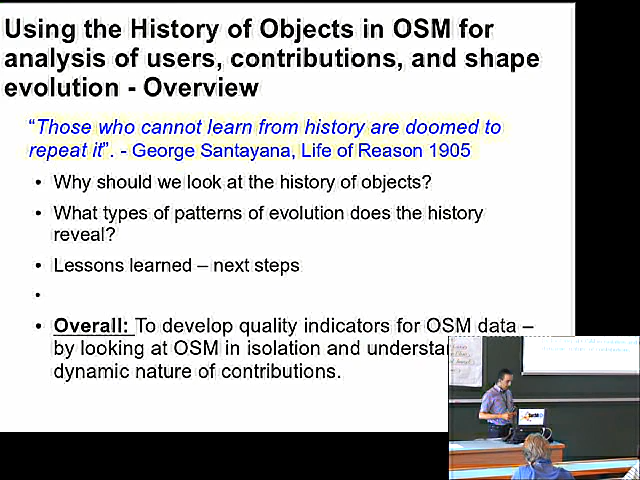 Using the History of Objects in OSM for
analysis of users, contributions, and shape
evolution - Overview
“Those who cannot learn from history are doomed to
repeat it”. - George Santayana, Life of Reason 1905
• Why should we look at the history of objects?
• What types of patterns of evolution does the history
reveal?
• Lessons learned – next steps
•
• Overall: To develop quality indicators for OSM data –
by looking at OSM in isolation and
dynamic nature of contributions.